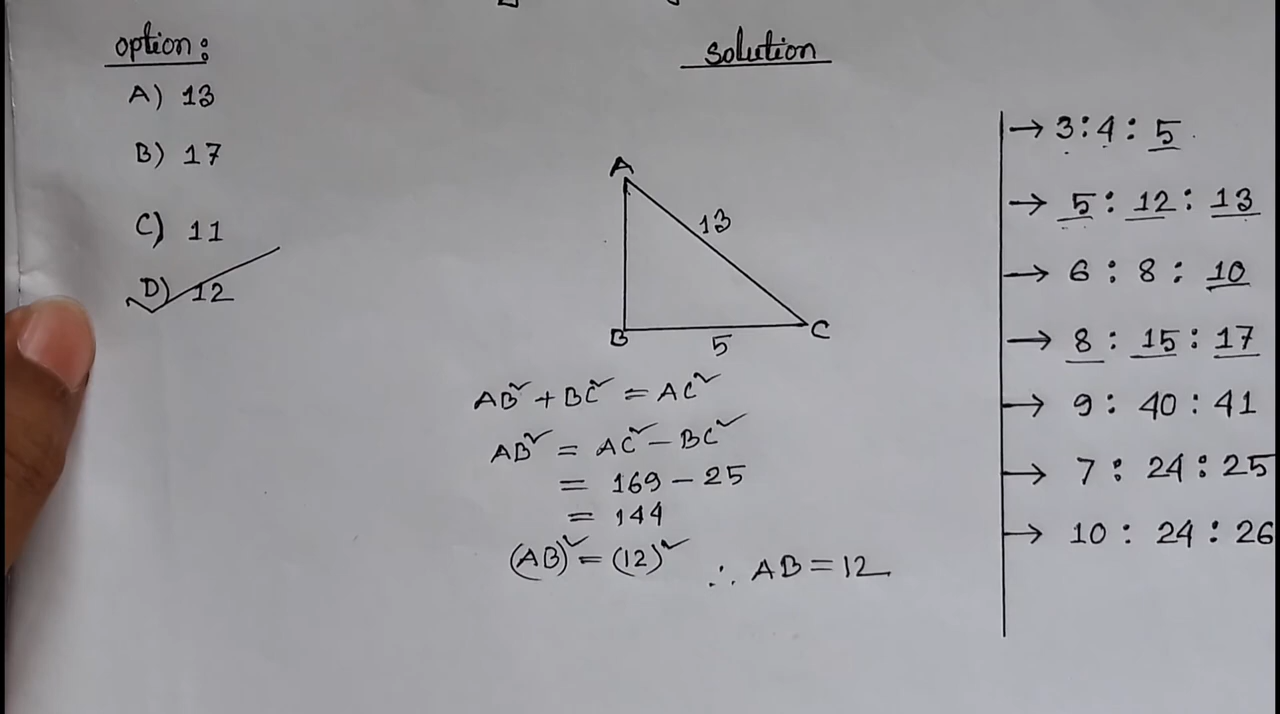 option:
A) 13
B) 17
C) 11
D) 12
solution
A
13
B
5
C
AB² + BC² = AC²
AB² = AC² - BC²
= 169 - 25
= 144
(AB)² = (12)² ∴ AB = 12
→ 3:4:5
→ 5:12:13
→ 6:8:10
→ 8:15:17
→ 9:40:41
→ 7:24:25
→ 10:24:26